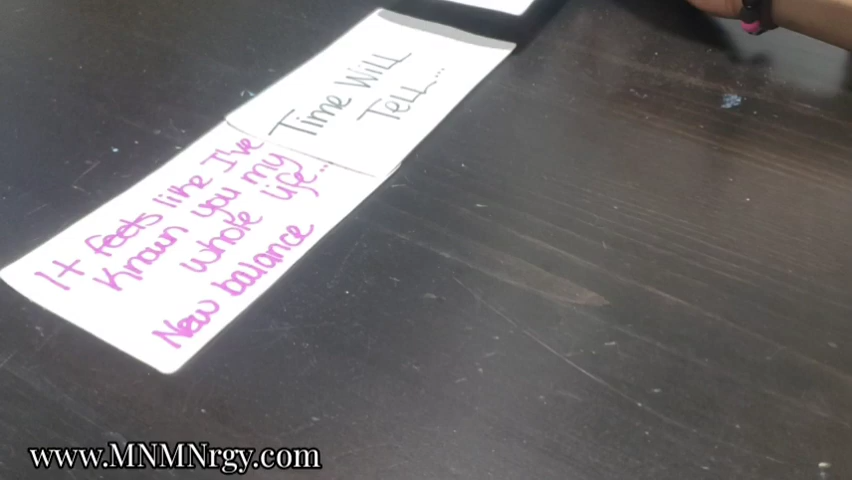 Time WiLL
TeLL...
It feels like I've
Known you my
whole life...
New balance
www.MNMNrgy.com